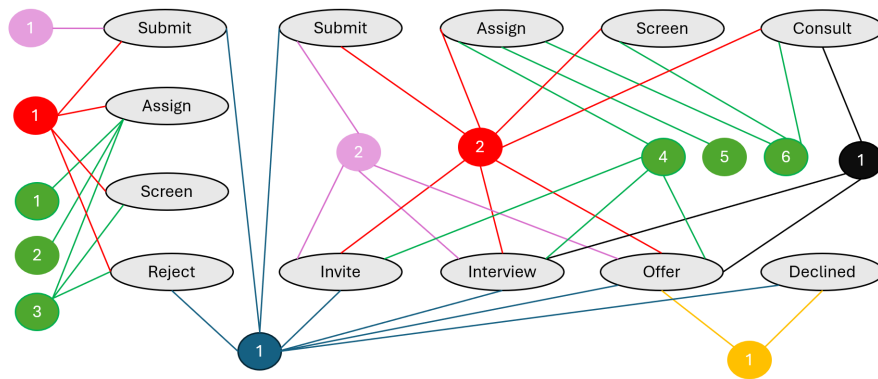 1
Submit
Submit
Assign
Screen
Consult
1
Assign
2
2
4
5
6
1
1
Screen
2
3
Reject
Invite
Interview
Offer
Declined
1
1